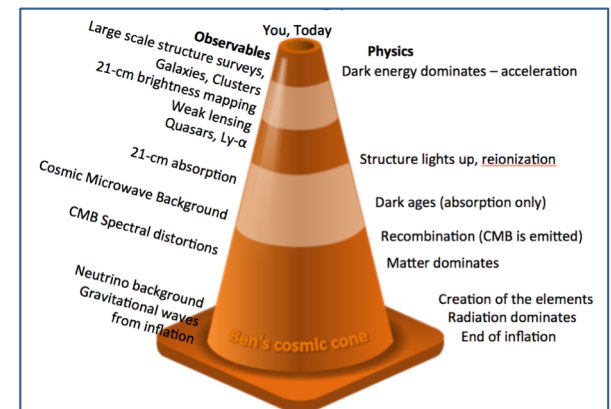 You, Today
Observables
Large scale structure surveys,
Galaxies, Clusters
21-cm brightness mapping
Weak lensing
Quasars, Ly-α
21-cm absorption
Cosmic Microwave Background
CMB Spectral distortions
Neutrino background
Gravitational waves
from inflation
Physics
Dark energy dominates – acceleration
Structure lights up, reionization
Dark ages (absorption only)
Recombination (CMB is emitted)
Matter dominates
Creation of the elements
Radiation dominates
End of inflation
Ben's cosmic cone